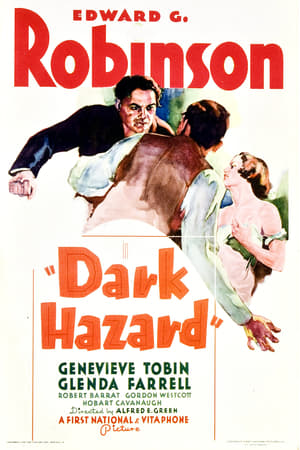 EDWARD G.
Robinson
"Dark
Hazard"
GENEVIEVE TOBIN
GLENDA FARRELL
ROBERT BARRAT GORDON WESTCOTT
HOBART CAVANAUGH
Directed by ALFRED E. GREEN
A FIRST NATIONAL & VITAPHONE
Picture